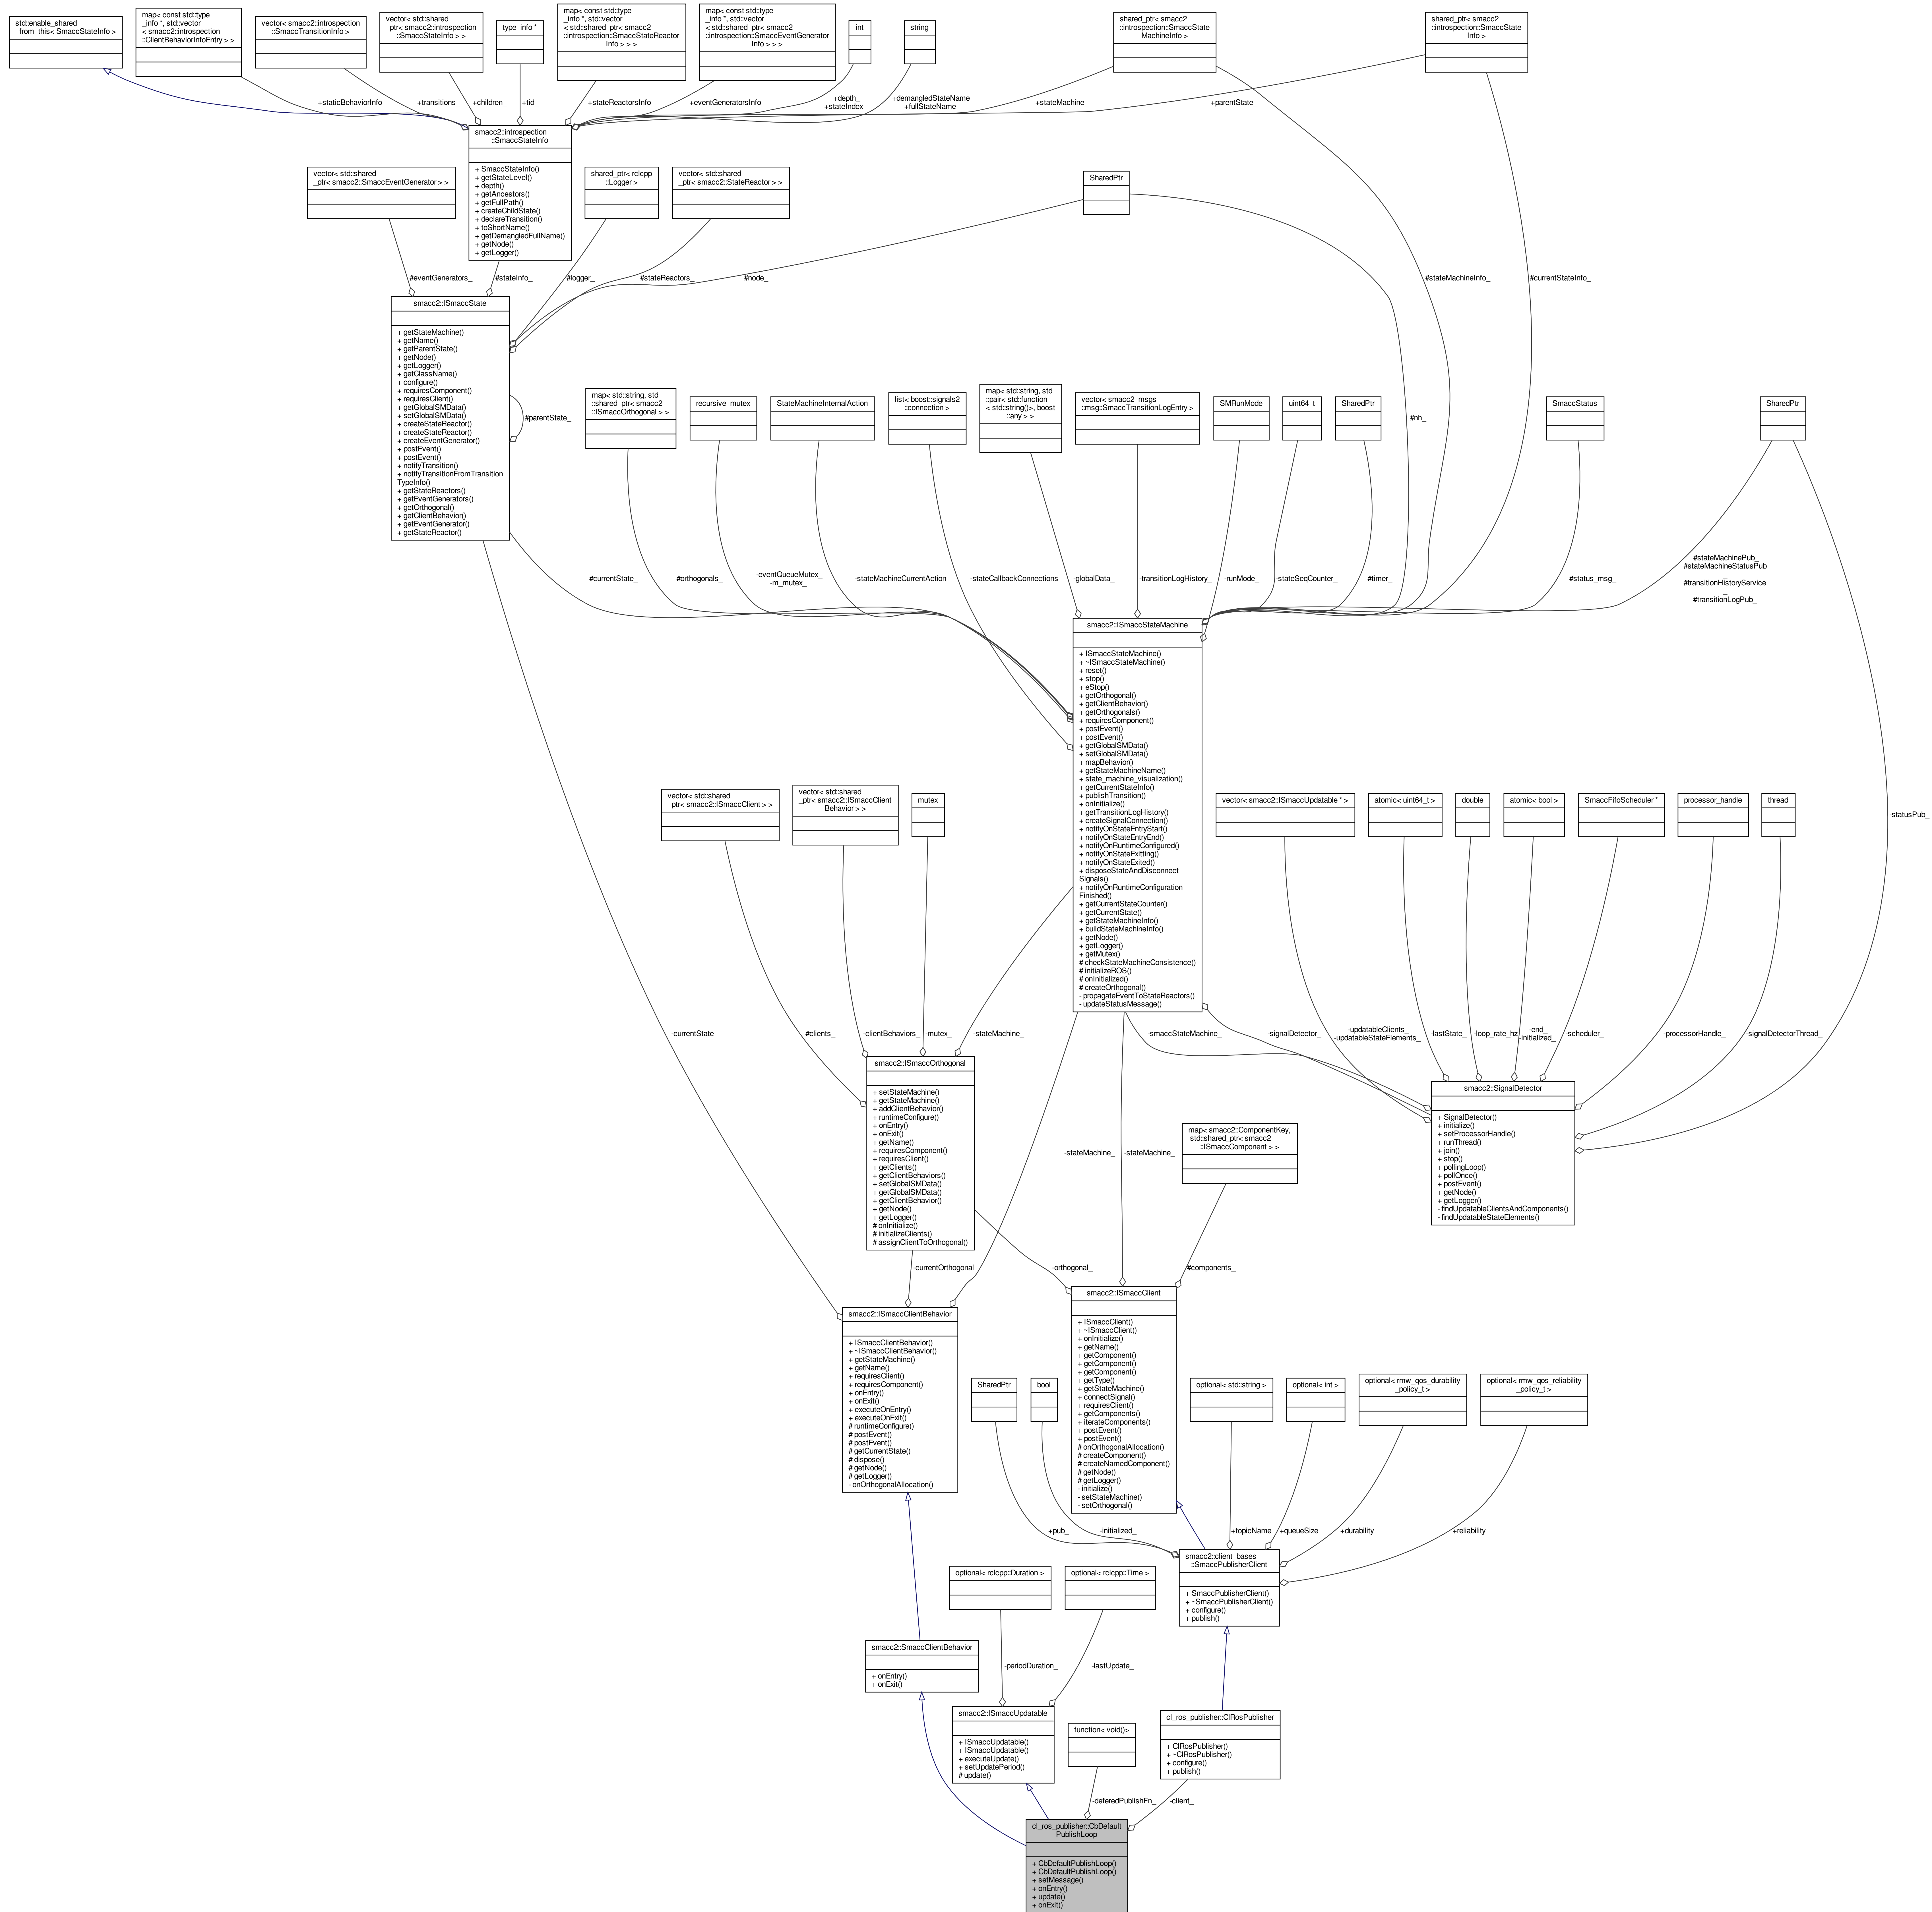 std::enable_shared
_from_this< SmaccStateInfo >
map< const std::type
_info *, std::vector
< smacc2::introspection
::ClientBehaviorInfoEntry > >
vector< smacc2::introspection
::SmaccTransitionInfo >
vector< std::shared
_ptr< smacc2::introspection
::SmaccStateInfo > >
type_info *
map< const std::type
_info *, std::vector
< std::shared_ptr< smacc2
::introspection::SmaccStateReactor
Info > > >
map< const std::type
_info *, std::vector
< std::shared_ptr< smacc2
::introspection::SmaccEventGenerator
Info > > >
int
string
shared_ptr< smacc2
::introspection::SmaccState
MachineInfo >
shared_ptr< smacc2
::introspection::SmaccState
Info >
+staticBehaviorInfo
+transitions_
+children_
+tid_
+stateReactorsInfo
+eventGeneratorsInfo
+depth_
+stateIndex_
+demangledStateName
+fullStateName
+stateMachine_
+parentState_
smacc2::introspection
::SmaccStateInfo
+ SmaccStateInfo()
+ getStateLevel()
+ depth()
+ getAncestors()
+ getFullPath()
+ createChildState()
+ declareTransition()
+ toShortName()
+ getDemangledFullName()
+ getNode()
+ getLogger()
vector< std::shared
_ptr< smacc2::SmaccEventGenerator > >
shared_ptr< rclcpp
::Logger >
vector< std::shared
_ptr< smacc2::StateReactor > >
SharedPtr
#eventGenerators_
#stateInfo_
#logger_
#stateReactors_
#node_
#stateMachineInfo_
#currentStateInfo_
smacc2::ISmaccState
+ getStateMachine()
+ getName()
+ getParentState()
+ getNode()
+ getLogger()
+ getClassName()
+ configure()
+ requiresComponent()
+ requiresClient()
+ getGlobalSMData()
+ setGlobalSMData()
+ createStateReactor()
+ createStateReactor()
+ createEventGenerator()
+ postEvent()
+ postEvent()
+ notifyTransition()
+ notifyTransitionFromTransition
TypeInfo()
+ getStateReactors()
+ getEventGenerators()
+ getOrthogonal()
+ getClientBehavior()
+ getEventGenerator()
+ getStateReactor()
#parentState_
map< std::string, std
::shared_ptr< smacc2
::ISmaccOrthogonal > >
recursive_mutex
StateMachineInternalAction
list< boost::signals2
::connection >
map< std::string, std
::pair< std::function
< std::string()>, boost
::any > >
vector< smacc2_msgs
::msg::SmaccTransitionLogEntry >
SMRunMode
uint64_t
SharedPtr
#nh_
SmaccStatus
SharedPtr
#currentState_
#orthogonals_
-eventQueueMutex_
-m_mutex_
-stateMachineCurrentAction
-stateCallbackConnections
-globalData_
-transitionLogHistory_
-runMode_
-stateSeqCounter_
#timer_
#status_msg_
#stateMachinePub_
#stateMachineStatusPub
_
#transitionHistoryService
_
#transitionLogPub_
smacc2::ISmaccStateMachine
+ ISmaccStateMachine()
+ ~ISmaccStateMachine()
+ reset()
+ stop()
+ eStop()
+ getOrthogonal()
+ getClientBehavior()
+ getOrthogonals()
+ requiresComponent()
+ postEvent()
+ postEvent()
+ getGlobalSMData()
+ setGlobalSMData()
+ mapBehavior()
+ getStateMachineName()
+ state_machine_visualization()
+ getCurrentStateInfo()
+ publishTransition()
+ onInitialize()
+ getTransitionLogHistory()
+ createSignalConnection()
+ notifyOnStateEntryStart()
+ notifyOnStateEntryEnd()
+ notifyOnRuntimeConfigured()
+ notifyOnStateExitting()
+ notifyOnStateExited()
+ disposeStateAndDisconnect
Signals()
+ notifyOnRuntimeConfiguration
Finished()
+ getCurrentStateCounter()
+ getCurrentState()
+ getStateMachineInfo()
+ buildStateMachineInfo()
+ getNode()
+ getLogger()
+ getMutex()
# checkStateMachineConsistence()
# initializeROS()
# onInitialized()
# createOrthogonal()
- propagateEventToStateReactors()
- updateStatusMessage()
vector< std::shared
_ptr< smacc2::ISmaccClient > >
vector< std::shared
_ptr< smacc2::ISmaccClient
Behavior > >
mutex
vector< smacc2::ISmaccUpdatable * >
atomic< uint64_t >
double
atomic< bool >
SmaccFifoScheduler *
processor_handle
thread
-statusPub_
-currentState
#clients_
-clientBehaviors_
-mutex_
-stateMachine_
-smaccStateMachine_
-signalDetector_
-updatableClients_
-updatableStateElements_
-lastState_
-loop_rate_hz
-end_
-initialized_
-scheduler_
-processorHandle_
-signalDetectorThread_
smacc2::ISmaccOrthogonal
+ setStateMachine()
+ getStateMachine()
+ addClientBehavior()
+ runtimeConfigure()
+ onEntry()
+ onExit()
+ getName()
+ requiresComponent()
+ requiresClient()
+ getClients()
+ getClientBehaviors()
+ setGlobalSMData()
+ getGlobalSMData()
+ getClientBehavior()
+ getNode()
+ getLogger()
# onInitialize()
# initializeClients()
# assignClientToOrthogonal()
smacc2::SignalDetector
+ SignalDetector()
+ initialize()
+ setProcessorHandle()
+ runThread()
+ join()
+ stop()
+ pollingLoop()
+ pollOnce()
+ postEvent()
+ getNode()
+ getLogger()
- findUpdatableClientsAndComponents()
- findUpdatableStateElements()
-stateMachine_
-stateMachine_
map< smacc2::ComponentKey,
std::shared_ptr< smacc2
::ISmaccComponent > >
-currentOrthogonal
-orthogonal_
#components_
smacc2::ISmaccClientBehavior
+ ISmaccClientBehavior()
+ ~ISmaccClientBehavior()
+ getStateMachine()
+ getName()
+ requiresClient()
+ requiresComponent()
+ onEntry()
+ onExit()
+ executeOnEntry()
+ executeOnExit()
# runtimeConfigure()
# postEvent()
# postEvent()
# getCurrentState()
# dispose()
# getNode()
# getLogger()
- onOrthogonalAllocation()
smacc2::ISmaccClient
+ ISmaccClient()
+ ~ISmaccClient()
+ onInitialize()
+ getName()
+ getComponent()
+ getComponent()
+ getComponent()
+ getType()
+ getStateMachine()
+ connectSignal()
+ requiresClient()
+ getComponents()
+ iterateComponents()
+ postEvent()
+ postEvent()
# onOrthogonalAllocation()
# createComponent()
# createNamedComponent()
# getNode()
# getLogger()
- initialize()
- setStateMachine()
- setOrthogonal()
SharedPtr
bool
optional< std::string >
optional< int >
optional< rmw_qos_durability
_policy_t >
optional< rmw_qos_reliability
_policy_t >
+pub_
-initialized_
+topicName
+queueSize
+durability
+reliability
smacc2::client_bases
::SmaccPublisherClient
+ SmaccPublisherClient()
+ ~SmaccPublisherClient()
+ configure()
+ publish()
optional< rclcpp::Duration >
optional< rclcpp::Time >
smacc2::SmaccClientBehavior
+ onEntry()
+ onExit()
-periodDuration_
-lastUpdate_
smacc2::ISmaccUpdatable
+ ISmaccUpdatable()
+ ISmaccUpdatable()
+ executeUpdate()
+ setUpdatePeriod()
# update()
function< void()>
cl_ros_publisher::ClRosPublisher
+ ClRosPublisher()
+ ~ClRosPublisher()
+ configure()
+ publish()
-deferedPublishFn_
-client_
cl_ros_publisher::CbDefault
PublishLoop
+ CbDefaultPublishLoop()
+ CbDefaultPublishLoop()
+ setMessage()
+ onEntry()
+ update()
+ onExit()